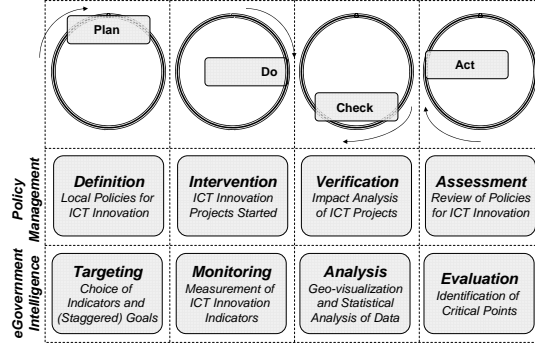 Plan
Do
Check
Act
Policy
Management
Definition
Local Policies for
ICT Innovation
Intervention
ICT Innovation
Projects Started
Verification
Impact Analysis
of ICT Projects
Assessment
Review of Policies
for ICT Innovation
eGovernment
Intelligence
Targeting
Choice of
Indicators and
(Staggered) Goals
Monitoring
Measurement of
ICT Innovation
Indicators
Analysis
Geo-visualization
and Statistical
Analysis of Data
Evaluation
Identification of
Critical Points